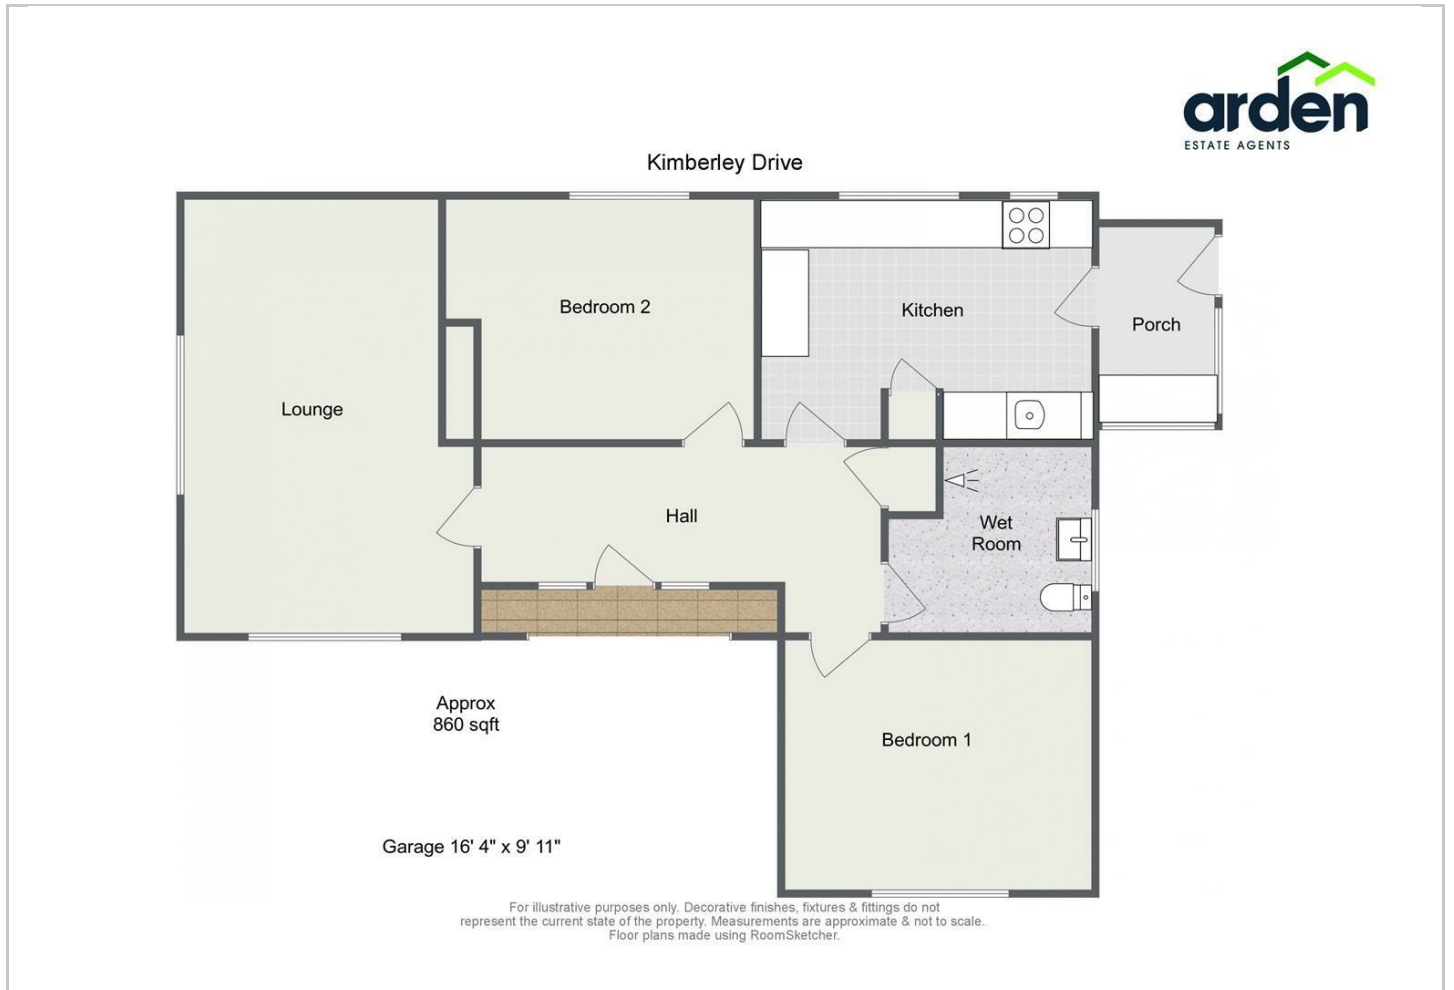 arden
ESTATE AGENTS
Kimberley Drive
Bedroom 2
Kitchen
Porch
Lounge
Hall
Wet
Room
Approx
860 sqft
Bedroom 1
Garage 16' 4" x 9' 11"
For illustrative purposes only. Decorative finishes, fixtures & fittings do not
represent the current state of the property. Measurements are approximate & not to scale.
Floor plans made using RoomSketcher.